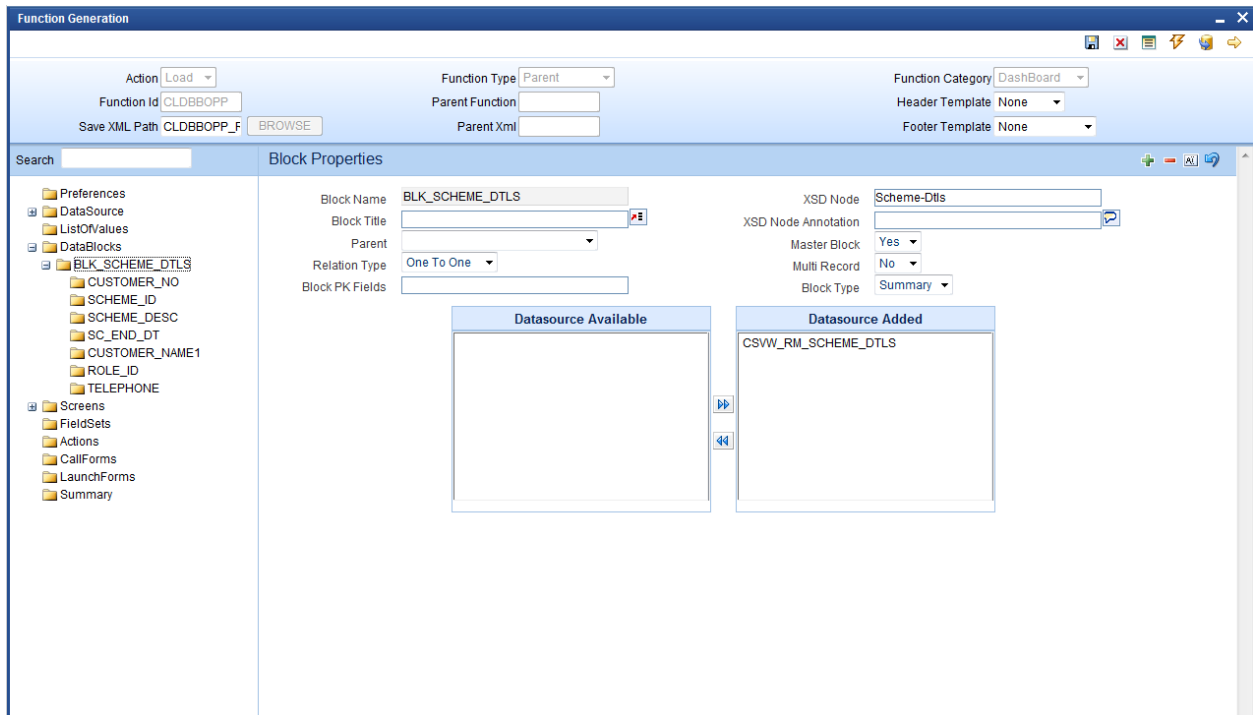 Function Generation
Action Load
Function Type Parent
Function Category DashBoard
Function Id CLDBBOPP
Parent Function
Header Template None
Save XML Path CLDBBOPP_F BROWSE
Parent Xml
Footer Template None
Search
Block Properties
Preferences
DataSource
ListOfValues
DataBlocks
BLK_SCHEME_DTLS
CUSTOMER_NO
SCHEME_ID
SCHEME_DESC
SC_END_DT
CUSTOMER_NAME1
ROLE_ID
TELEPHONE
Screens
FieldSets
Actions
CallForms
LaunchForms
Summary
Block Name BLK_SCHEME_DTLS
XSD Node Scheme-Dtls
Block Title
XSD Node Annotation
Parent
Master Block Yes
Relation Type One To One
Multi Record No
Block PK Fields
Block Type Summary
Datasource Available
Datasource Added
CSVW_RM_SCHEME_DTLS